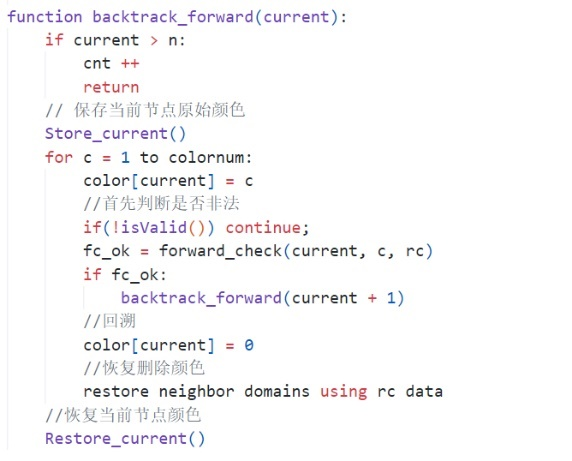 function backtrack_forward(current):
    if current > n:
        cnt ++
        return
    // 保存当前节点原始颜色
    Store_current()
    for c = 1 to colornum:
        color[current] = c
        //首先判断是否非法
        if(!isValid()) continue;
        fc_ok = forward_check(current, c, rc)
        if fc_ok:
            backtrack_forward(current + 1)
        //回溯
        color[current] = 0
        //恢复删除颜色
        restore neighbor domains using rc data
    //恢复当前节点颜色
    Restore_current()